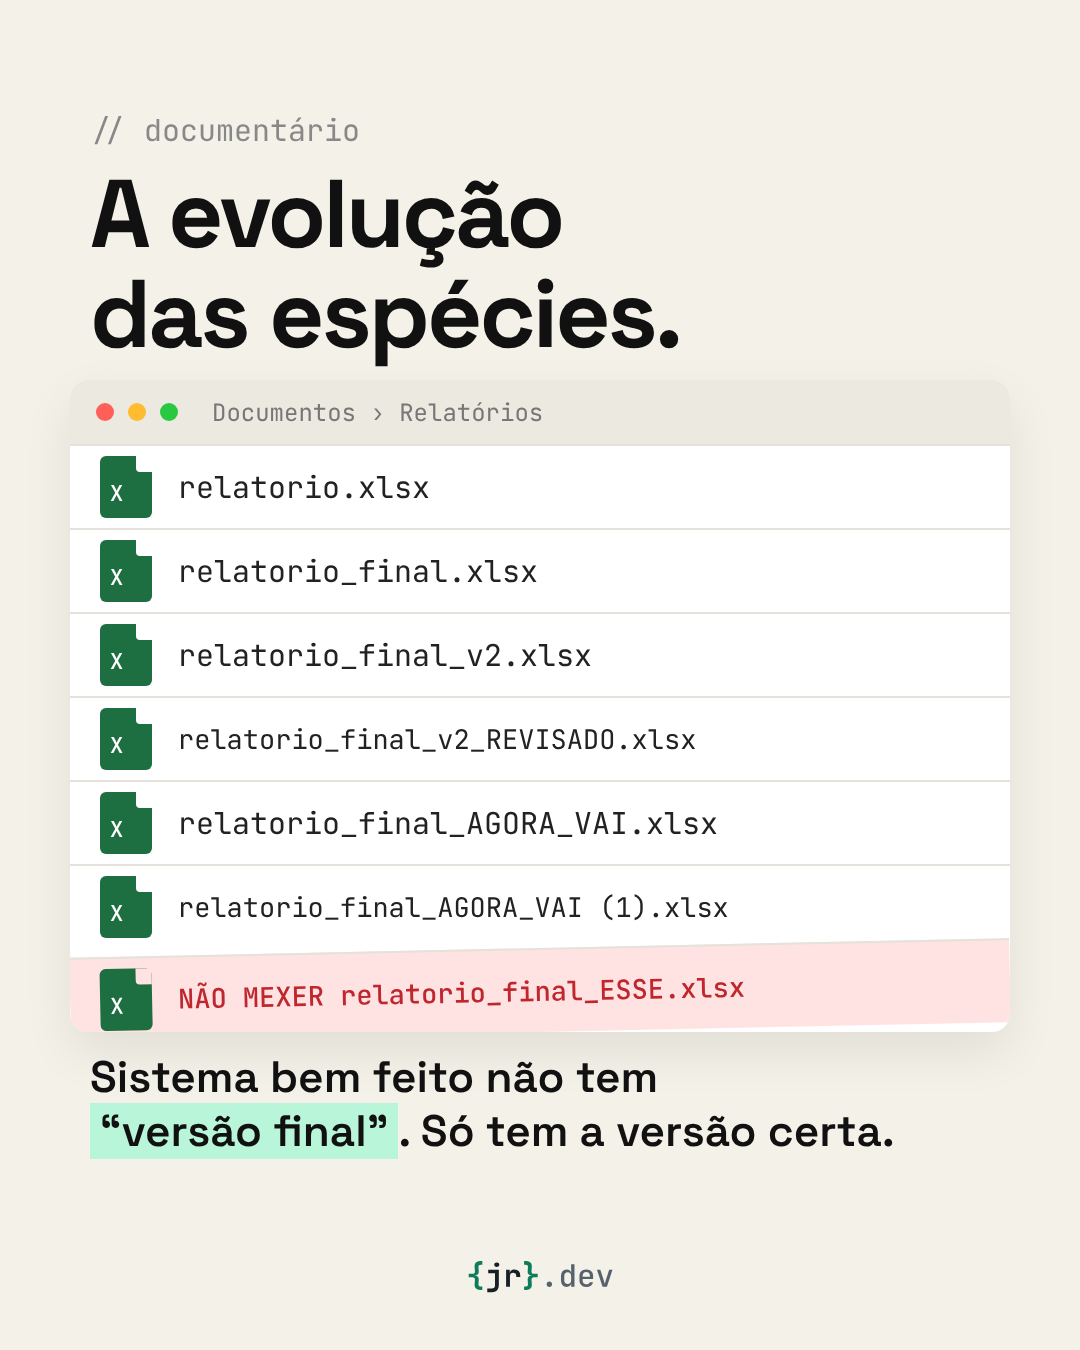 // documentário
A evolução
das espécies.
Documentos › Relatórios
X relatorio.xlsx
X relatorio_final.xlsx
X relatorio_final_v2.xlsx
X relatorio_final_v2_REVISADO.xlsx
X relatorio_final_AGORA_VAI.xlsx
X relatorio_final_AGORA_VAI (1).xlsx
X NÃO MEXER relatorio_final_ESSE.xlsx
Sistema bem feito não tem
“versão final”. Só tem a versão certa.
{jr}.dev